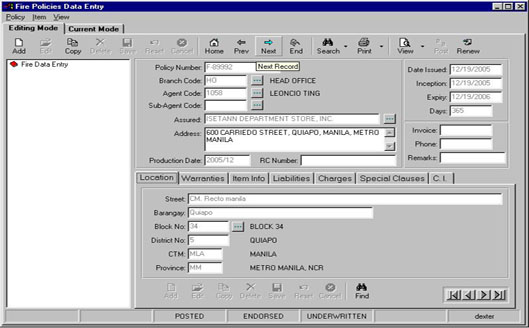 Fire Policies Data Entry
Policy Item View
Editing Mode Current Mode
Add Edit Copy Delete Save Reset Cancel Home Prev Next End Search Print View Post Renew
Fire Data Entry
Policy Number: F-89992 Next Record
Branch Code: HO HEAD OFFICE
Agent Code: 1058 LEONCIO TING
Sub-Agent Code:
Assured: ISETANN DEPARTMENT STORE, INC.
Address: 600 CARRIEDO STREET, QUIAPO, MANILA, METRO
MANILA
Production Date: 2005/12 RC Number:
Date Issued: 12/19/2005
Inception: 12/19/2005
Expiry: 12/19/2006
Days: 365
Invoice:
Phone:
Remarks:
Location Warranties Item Info Liabilities Charges Special Clauses C. I.
Street: CM. Recto manila
Barangay: Quiapo
Block No: 34 BLOCK 34
District No: 5 QUIAPO
CTM: MLA MANILA
Province: MM METRO MANILA, NCR
Add Edit Copy Delete Save Reset Cancel Find
POSTED ENDORSED UNDERWRITTEN dexter